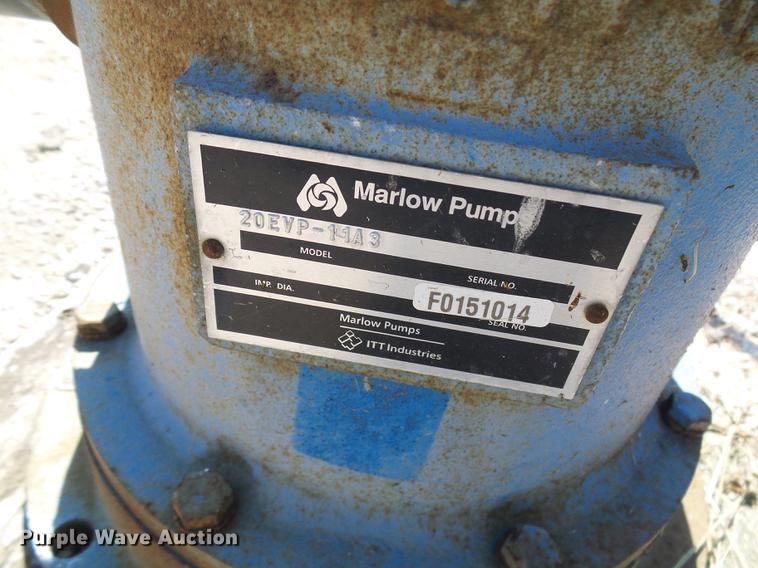 Marlow Pump
20EVP-11A3
MODEL
SERIAL NO.
IMP. DIA.
F0151014
SEAL NO.
Marlow Pumps
ITT Industries
Purple Wave Auction